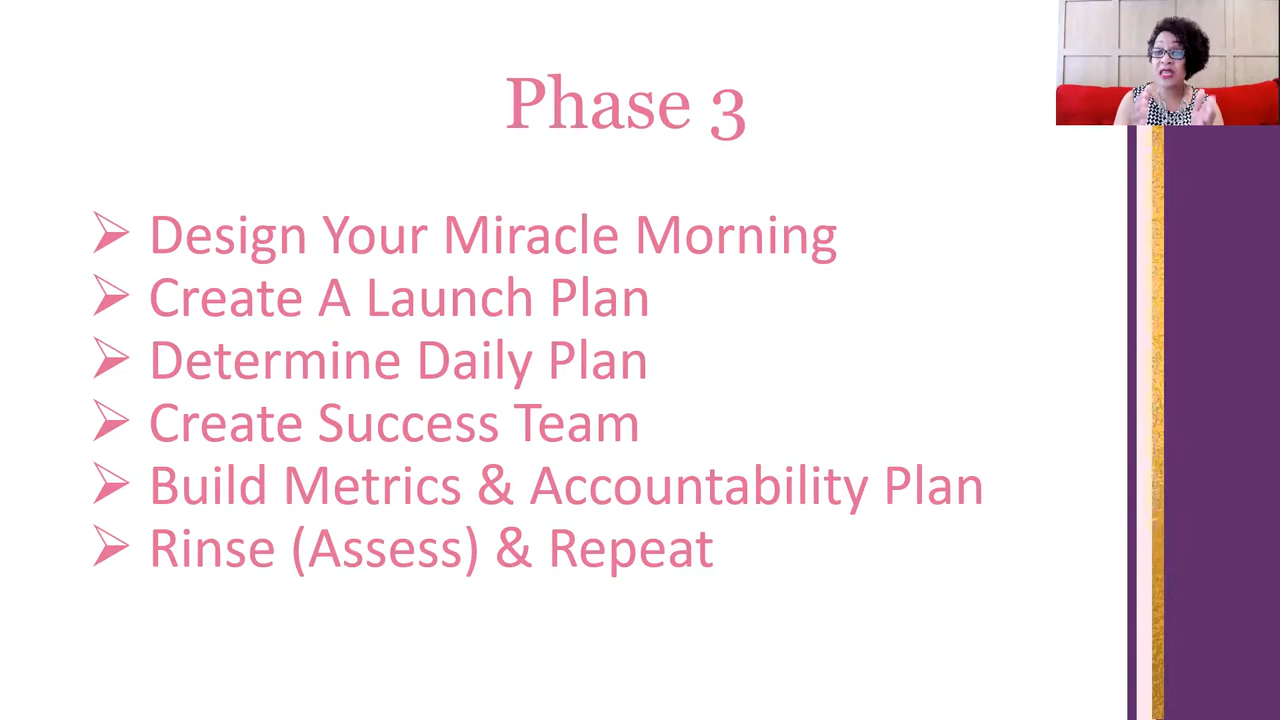 Phase 3
Design Your Miracle Morning
Create A Launch Plan
Determine Daily Plan
Create Success Team
Build Metrics & Accountability Plan
Rinse (Assess) & Repeat